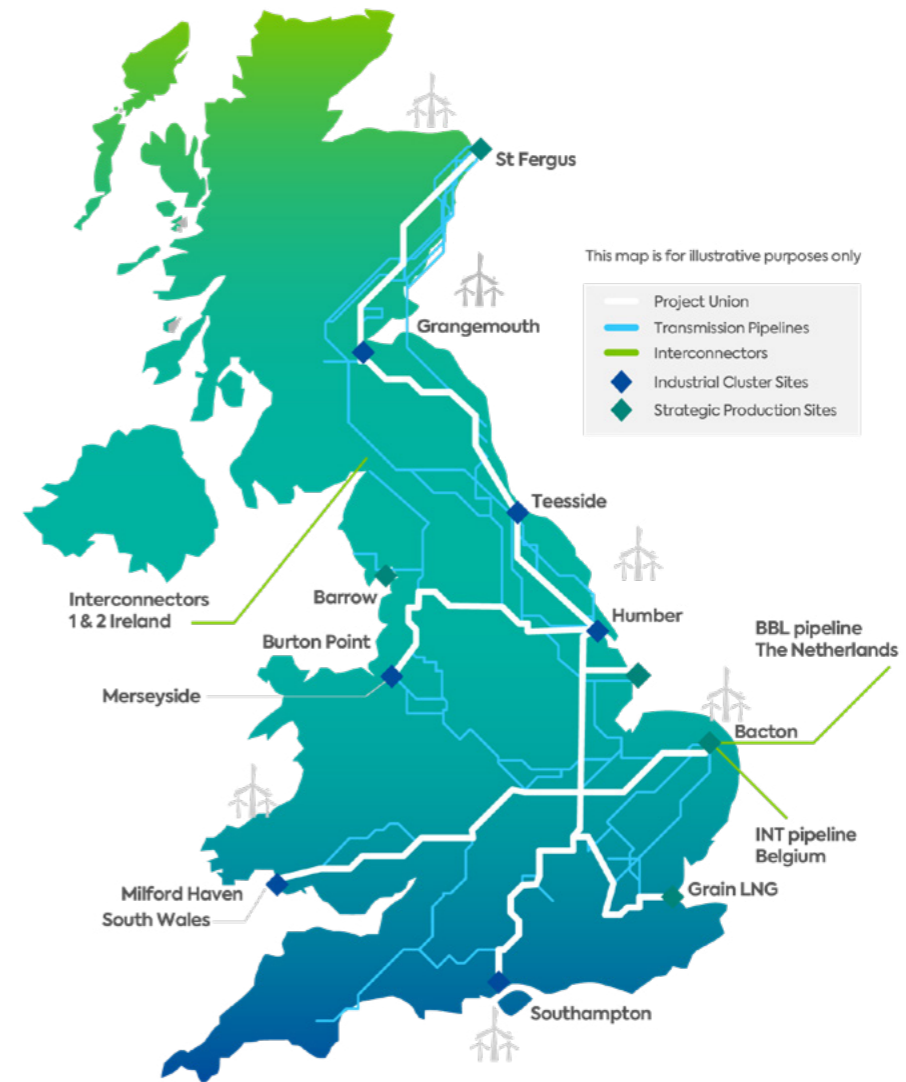 St Fergus
This map is for illustrative purposes only
Project Union
Transmission Pipelines
Interconnectors
Industrial Cluster Sites
Strategic Production Sites
Grangemouth
Teesside
Interconnectors
1 & 2 Ireland
Barrow
Humber
Burton Point
BBL pipeline
The Netherlands
Merseyside
Bacton
INT pipeline
Belgium
Milford Haven
South Wales
Grain LNG
Southampton